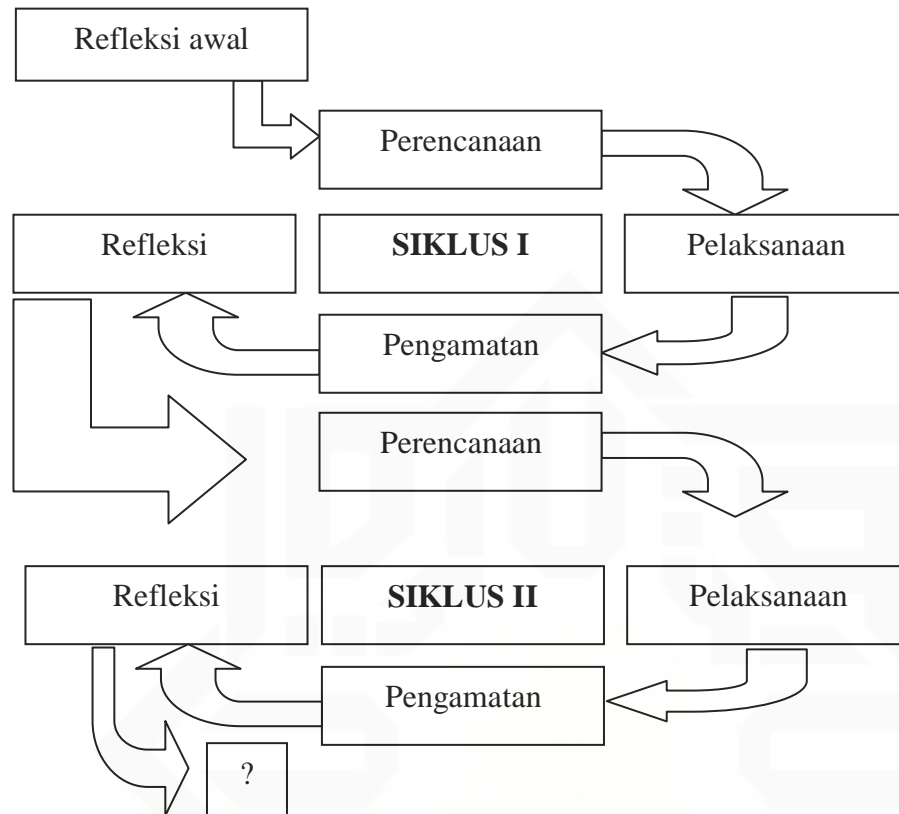 Refleksi awal
Perencanaan
Refleksi
SIKLUS I
Pelaksanaan
Pengamatan
Perencanaan
Refleksi
SIKLUS II
Pelaksanaan
Pengamatan
?